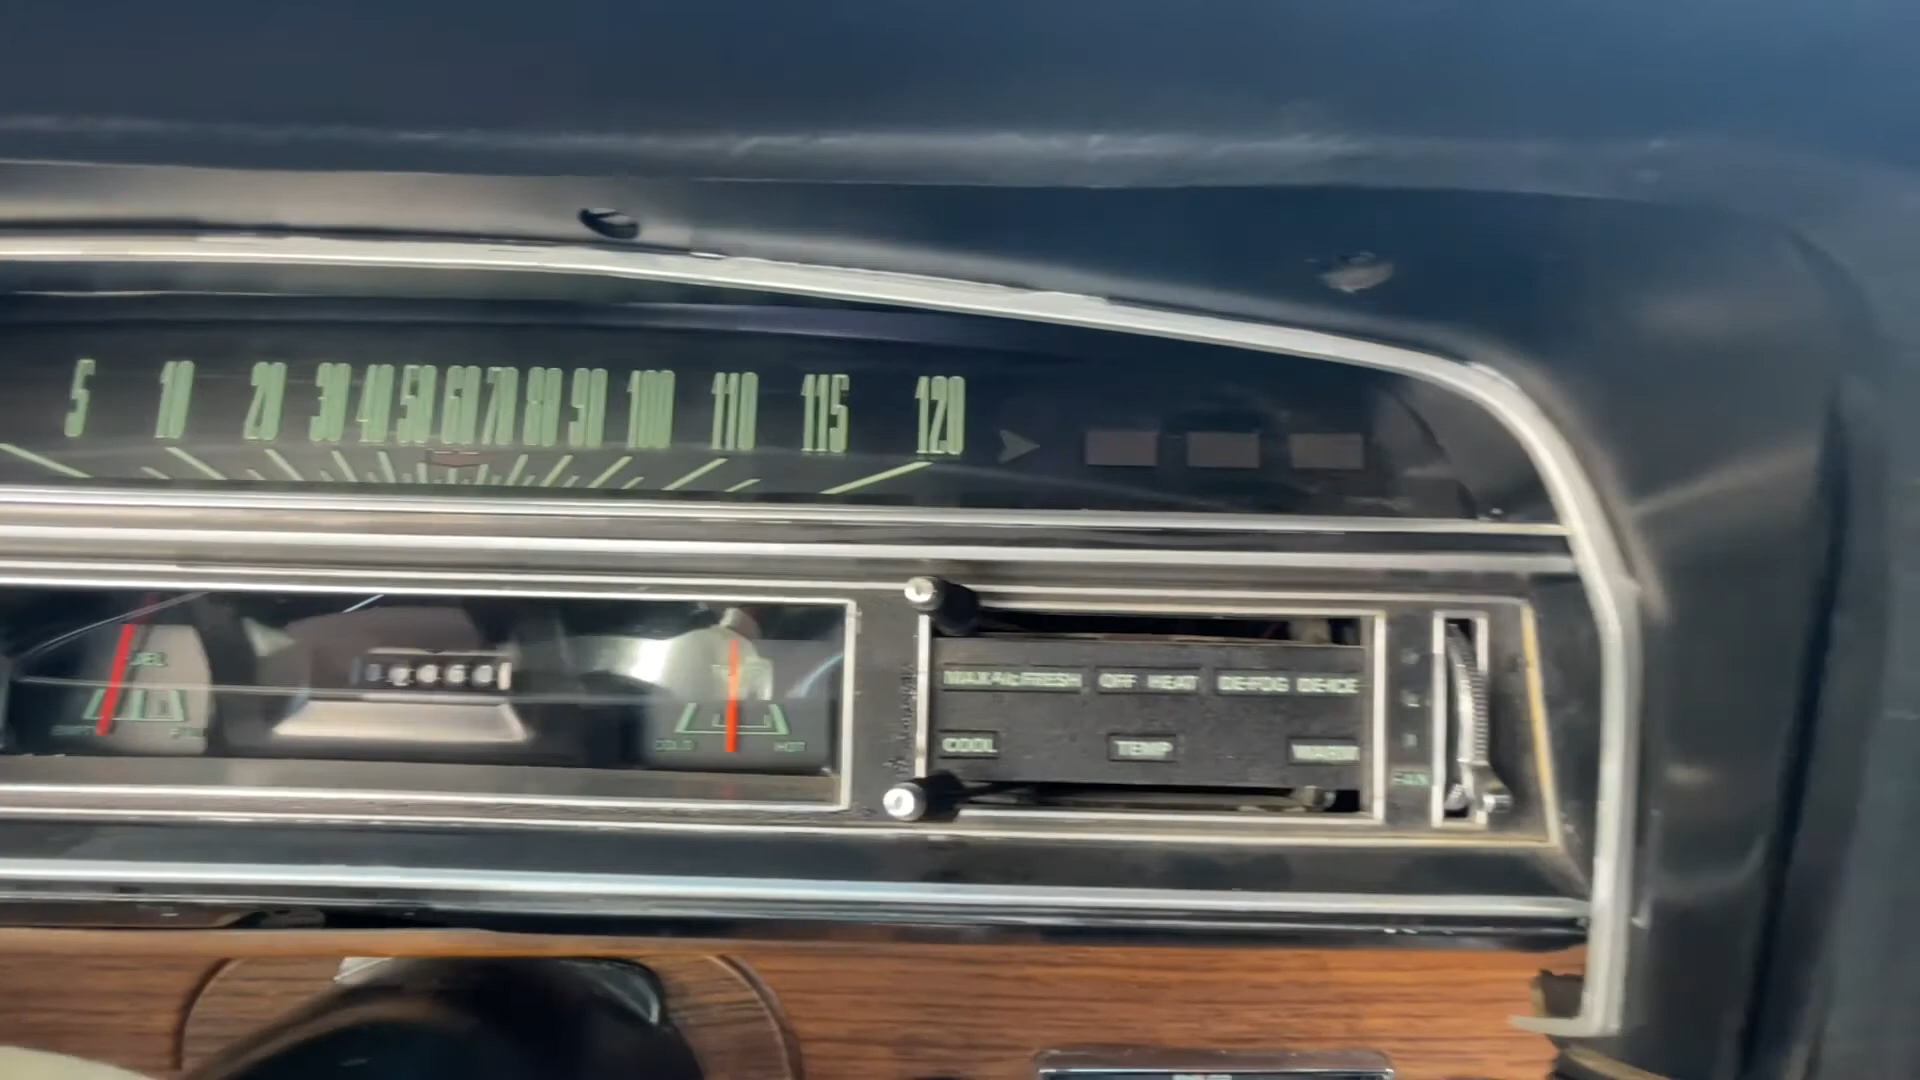 5 10 20 30 40 50 60 70 80 90 100 110 115 120
FUEL
MAX A/C FRESH OFF HEAT DE-FOG DE-ICE
COOL TEMP WARM
FAN
COLD HOT